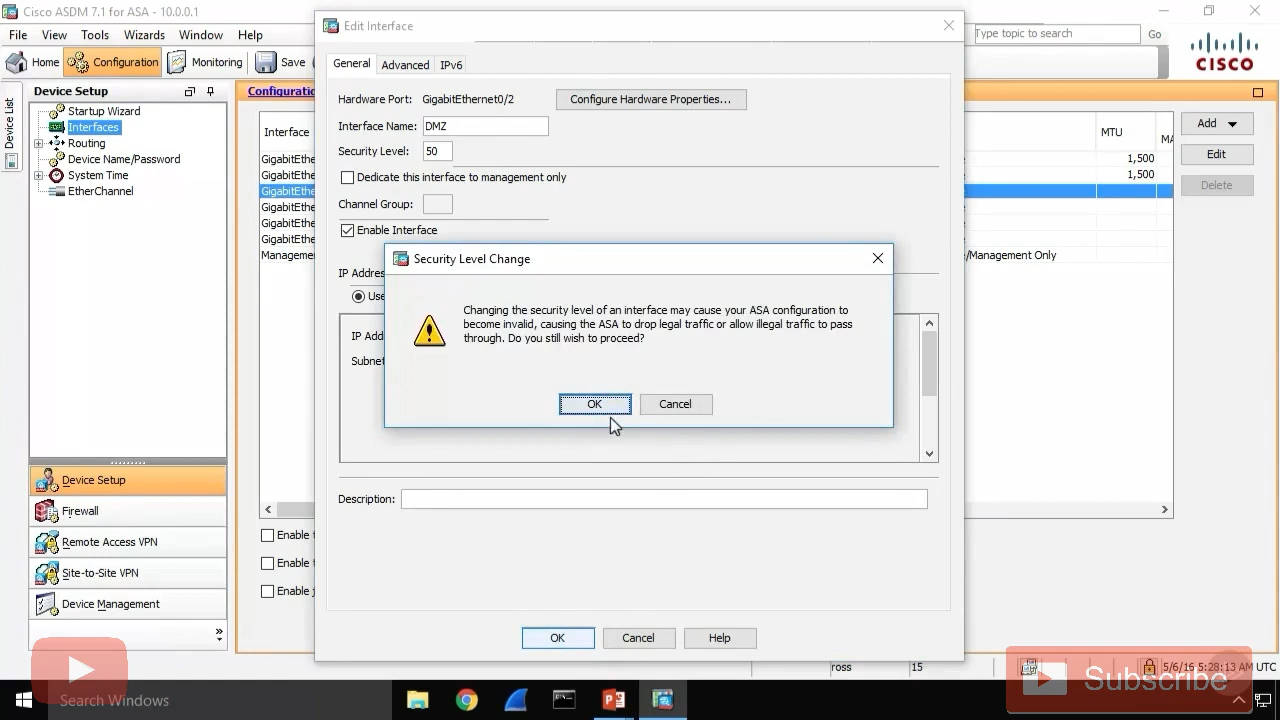 Cisco ASDM 7.1 for ASA - 10.0.0.1
File View Tools Wizards Window Help
Type topic to search
Go
Home Configuration Monitoring Save
CISCO
Device List
Device Setup
Startup Wizard
Interfaces
Routing
Device Name/Password
System Time
EtherChannel
Device Setup
Firewall
Remote Access VPN
Site-to-Site VPN
Device Management
Configuratio
Interface
GigabitEthe
GigabitEthe
GigabitEthe
GigabitEthe
GigabitEthe
GigabitEthe
Manageme
Enable
Enable
Enable j
MTU
1,500
1,500
e/Management Only
Add
Edit
Delete
Edit Interface
General Advanced IPv6
Hardware Port: GigabitEthernet0/2 Configure Hardware Properties...
Interface Name: DMZ
Security Level: 50
Dedicate this interface to management only
Channel Group:
Enable Interface
IP Addres
Use
IP Add
Subnet
Description:
OK Cancel Help
Security Level Change
Changing the security level of an interface may cause your ASA configuration to
become invalid, causing the ASA to drop legal traffic or allow illegal traffic to pass
through. Do you still wish to proceed?
OK Cancel
ross 15 5/6/16 5:28:13 AM UTC
Subscribe
Search Windows